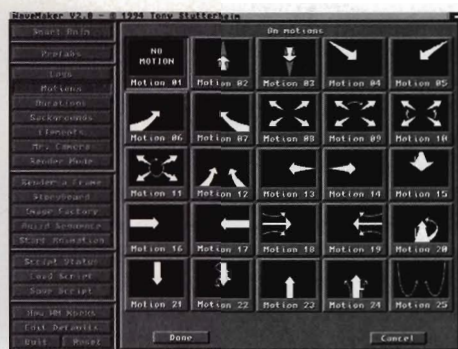 WaveMaker V2.0 - © 1994 Tony Stutterheim
Smart Help
Prefabs
Logo
Motions
Durations
Backgrounds
Elements
Mr. Camera
Render Mode
Render a Frame
Storyboard
Image Factory
Build Sequence
Start Animation
Script Status
Load Script
Save Script
How WM Works
Edit Defaults
Quit
Reset
On motions
NO MOTION
Motion 01
Motion 02
Motion 03
Motion 04
Motion 05
Motion 06
Motion 07
Motion 08
Motion 09
Motion 10
Motion 11
Motion 12
Motion 13
Motion 14
Motion 15
Motion 16
Motion 17
Motion 18
Motion 19
Motion 20
Motion 21
Motion 22
Motion 23
Motion 24
Motion 25
Done
Cancel